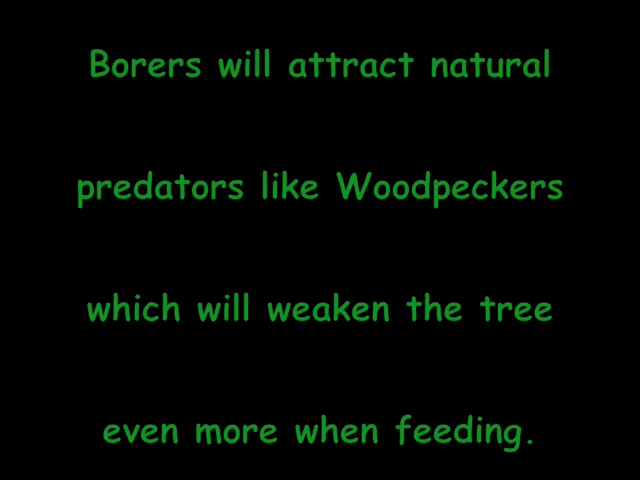 Borers will attract natural
predators like Woodpeckers
which will weaken the tree
even more when feeding.